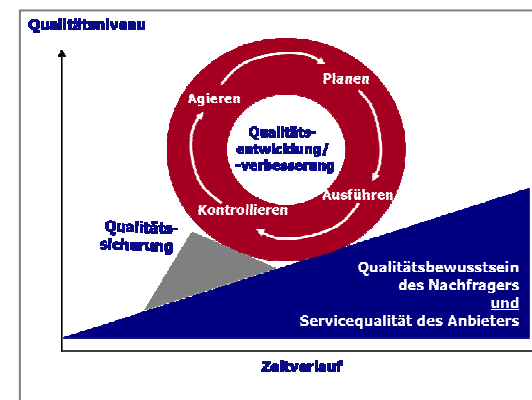 Qualitätsniveau
Planen
Agieren
Qualitäts-
entwicklung/
-verbesserung
Ausführen
Kontrollieren
Qualitäts-
sicherung
Qualitätsbewusstsein
des Nachfragers
und
Servicequalität des Anbieters
Zeitverlauf